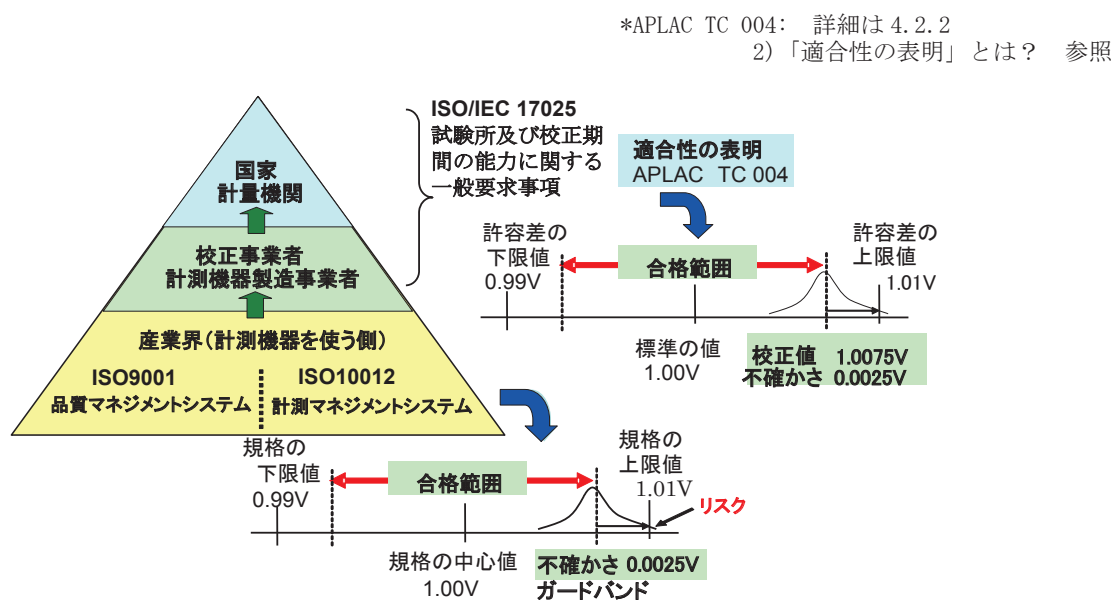 *APLAC TC 004: 詳細は 4.2.2
2)「適合性の表明」とは? 参照
ISO/IEC 17025
試験所及び校正期
間の能力に関する
一般要求事項
適合性の表明
APLAC TC 004
国家
計量機関
校正事業者
計測機器製造事業者
産業界(計測機器を使う側)
ISO9001
品質マネジメントシステム
ISO10012
計測マネジメントシステム
許容差の
下限値
0.99V
合格範囲
許容差の
上限値
1.01V
標準の値
1.00V
校正値 1.0075V
不確かさ 0.0025V
規格の
下限値
0.99V
合格範囲
規格の
上限値
1.01V
リスク
規格の中心値
1.00V
不確かさ 0.0025V
ガードバンド